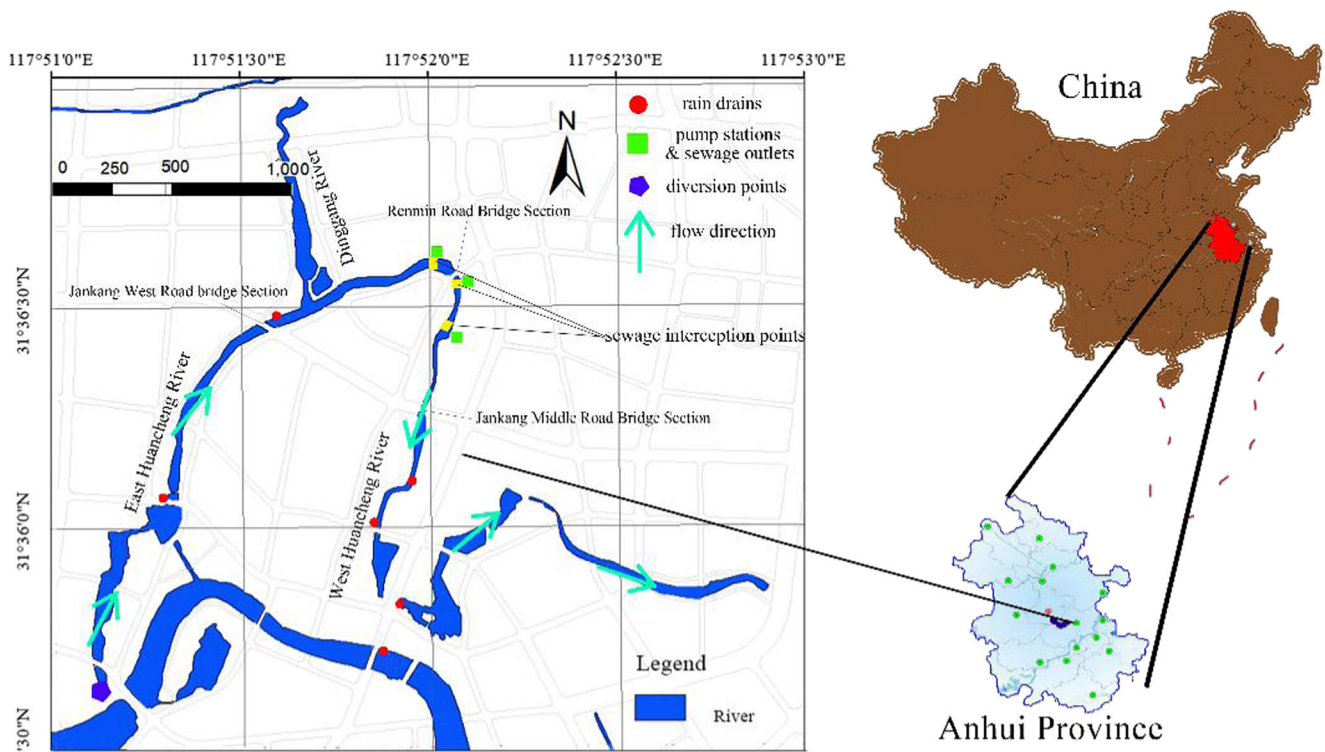 117°51'0"E 117°51'30"E 117°52'0"E 117°52'30"E 117°53'0"E
rain drains
pump stations
& sewage outlets
diversion points
flow direction
N
0 250 500 1,000
Dinggang River
Renmin Road Bridge Section
Jankang West Road bridge Section
31°36'30"N
sewage interception points
East Huancheng River
Jankang Middle Road Bridge Section
West Huancheng River
31°36'0"N
'30"N
Legend
River
China
Anhui Province